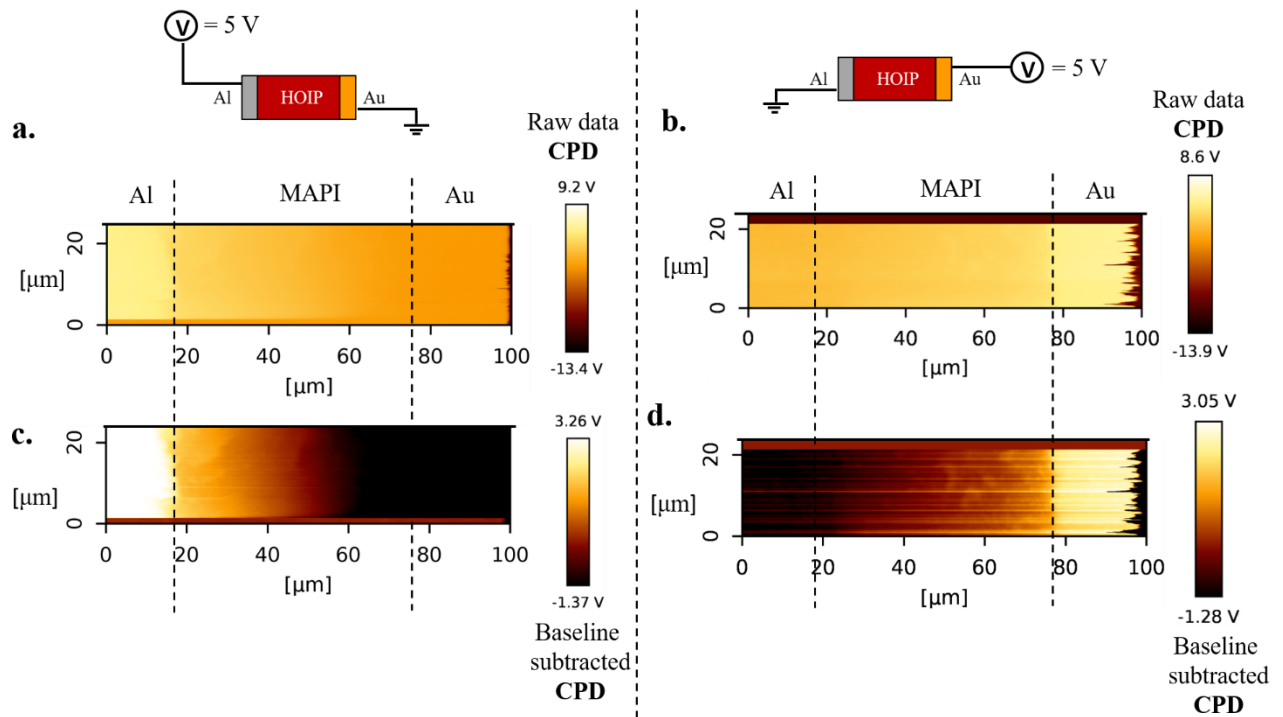 V = 5 V
Al HOIP Au
a.
Raw data
CPD
9.2 V
-13.4 V
Al MAPI Au
[µm]
20
0
0 20 40 60 80 100
[µm]
c.
3.26 V
-1.37 V
[µm]
20
0
0 20 40 60 80 100
[µm]
Baseline
subtracted
CPD
Al HOIP Au V = 5 V
b.
Raw data
CPD
8.6 V
-13.9 V
Al MAPI Au
[µm]
20
0
0 20 40 60 80 100
[µm]
d.
3.05 V
-1.28 V
[µm]
20
0
0 20 40 60 80 100
[µm]
Baseline
subtracted
CPD